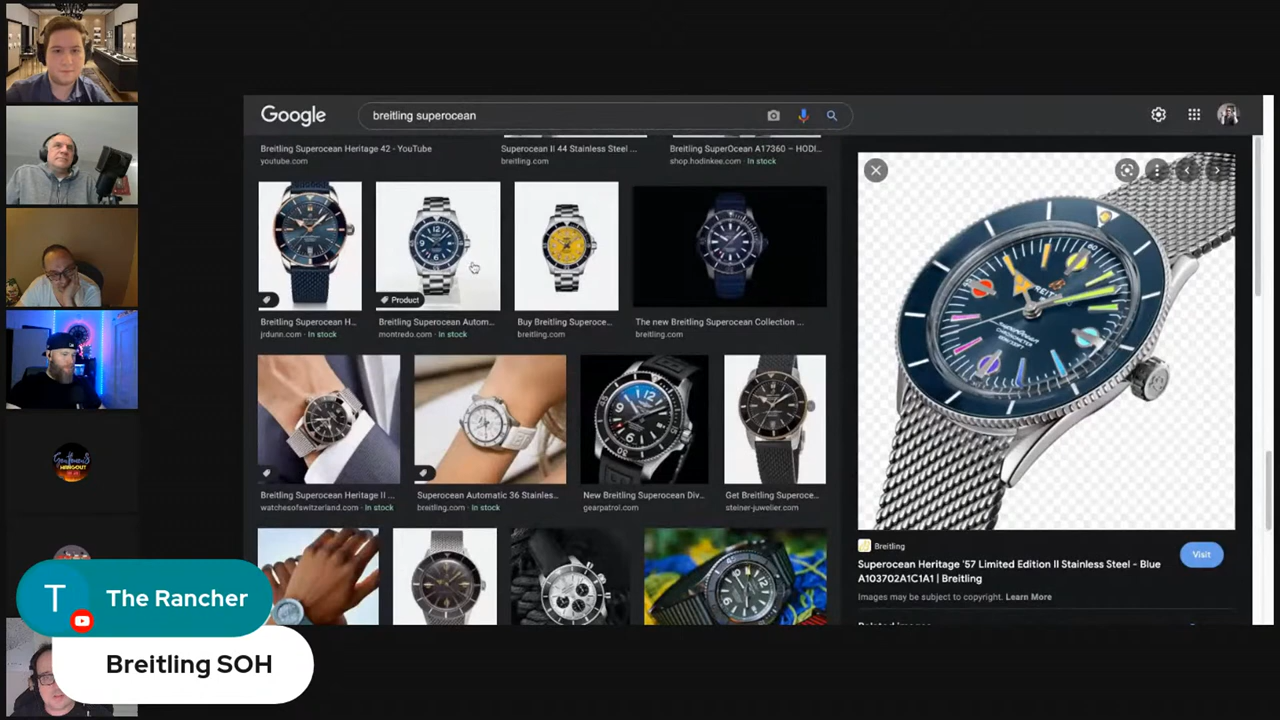 Google
breitling superocean
Breitling Superocean Heritage 42 - YouTube
youtube.com
Superocean II 44 Stainless Steel ...
breitling.com
Breitling SuperOcean A17360 – HODI...
shop.hodinkee.com · In stock
Product
Breitling Superocean H...
jrdunn.com · In stock
Breitling Superocean Autom...
montredo.com · In stock
Buy Breitling Superoce...
breitling.com
The new Breitling Superocean Collection ...
breitling.com
Breitling Superocean Heritage II ...
watchesofswitzerland.com · In stock
Superocean Automatic 36 Stainles...
breitling.com · In stock
New Breitling Superocean Div...
gearpatrol.com
Get Breitling Superoce...
steiner-juwelier.com
Breitling
Superocean Heritage '57 Limited Edition II Stainless Steel - Blue
A103702A1C1A1 | Breitling
Visit
Images may be subject to copyright. Learn More
T
The Rancher
Breitling SOH